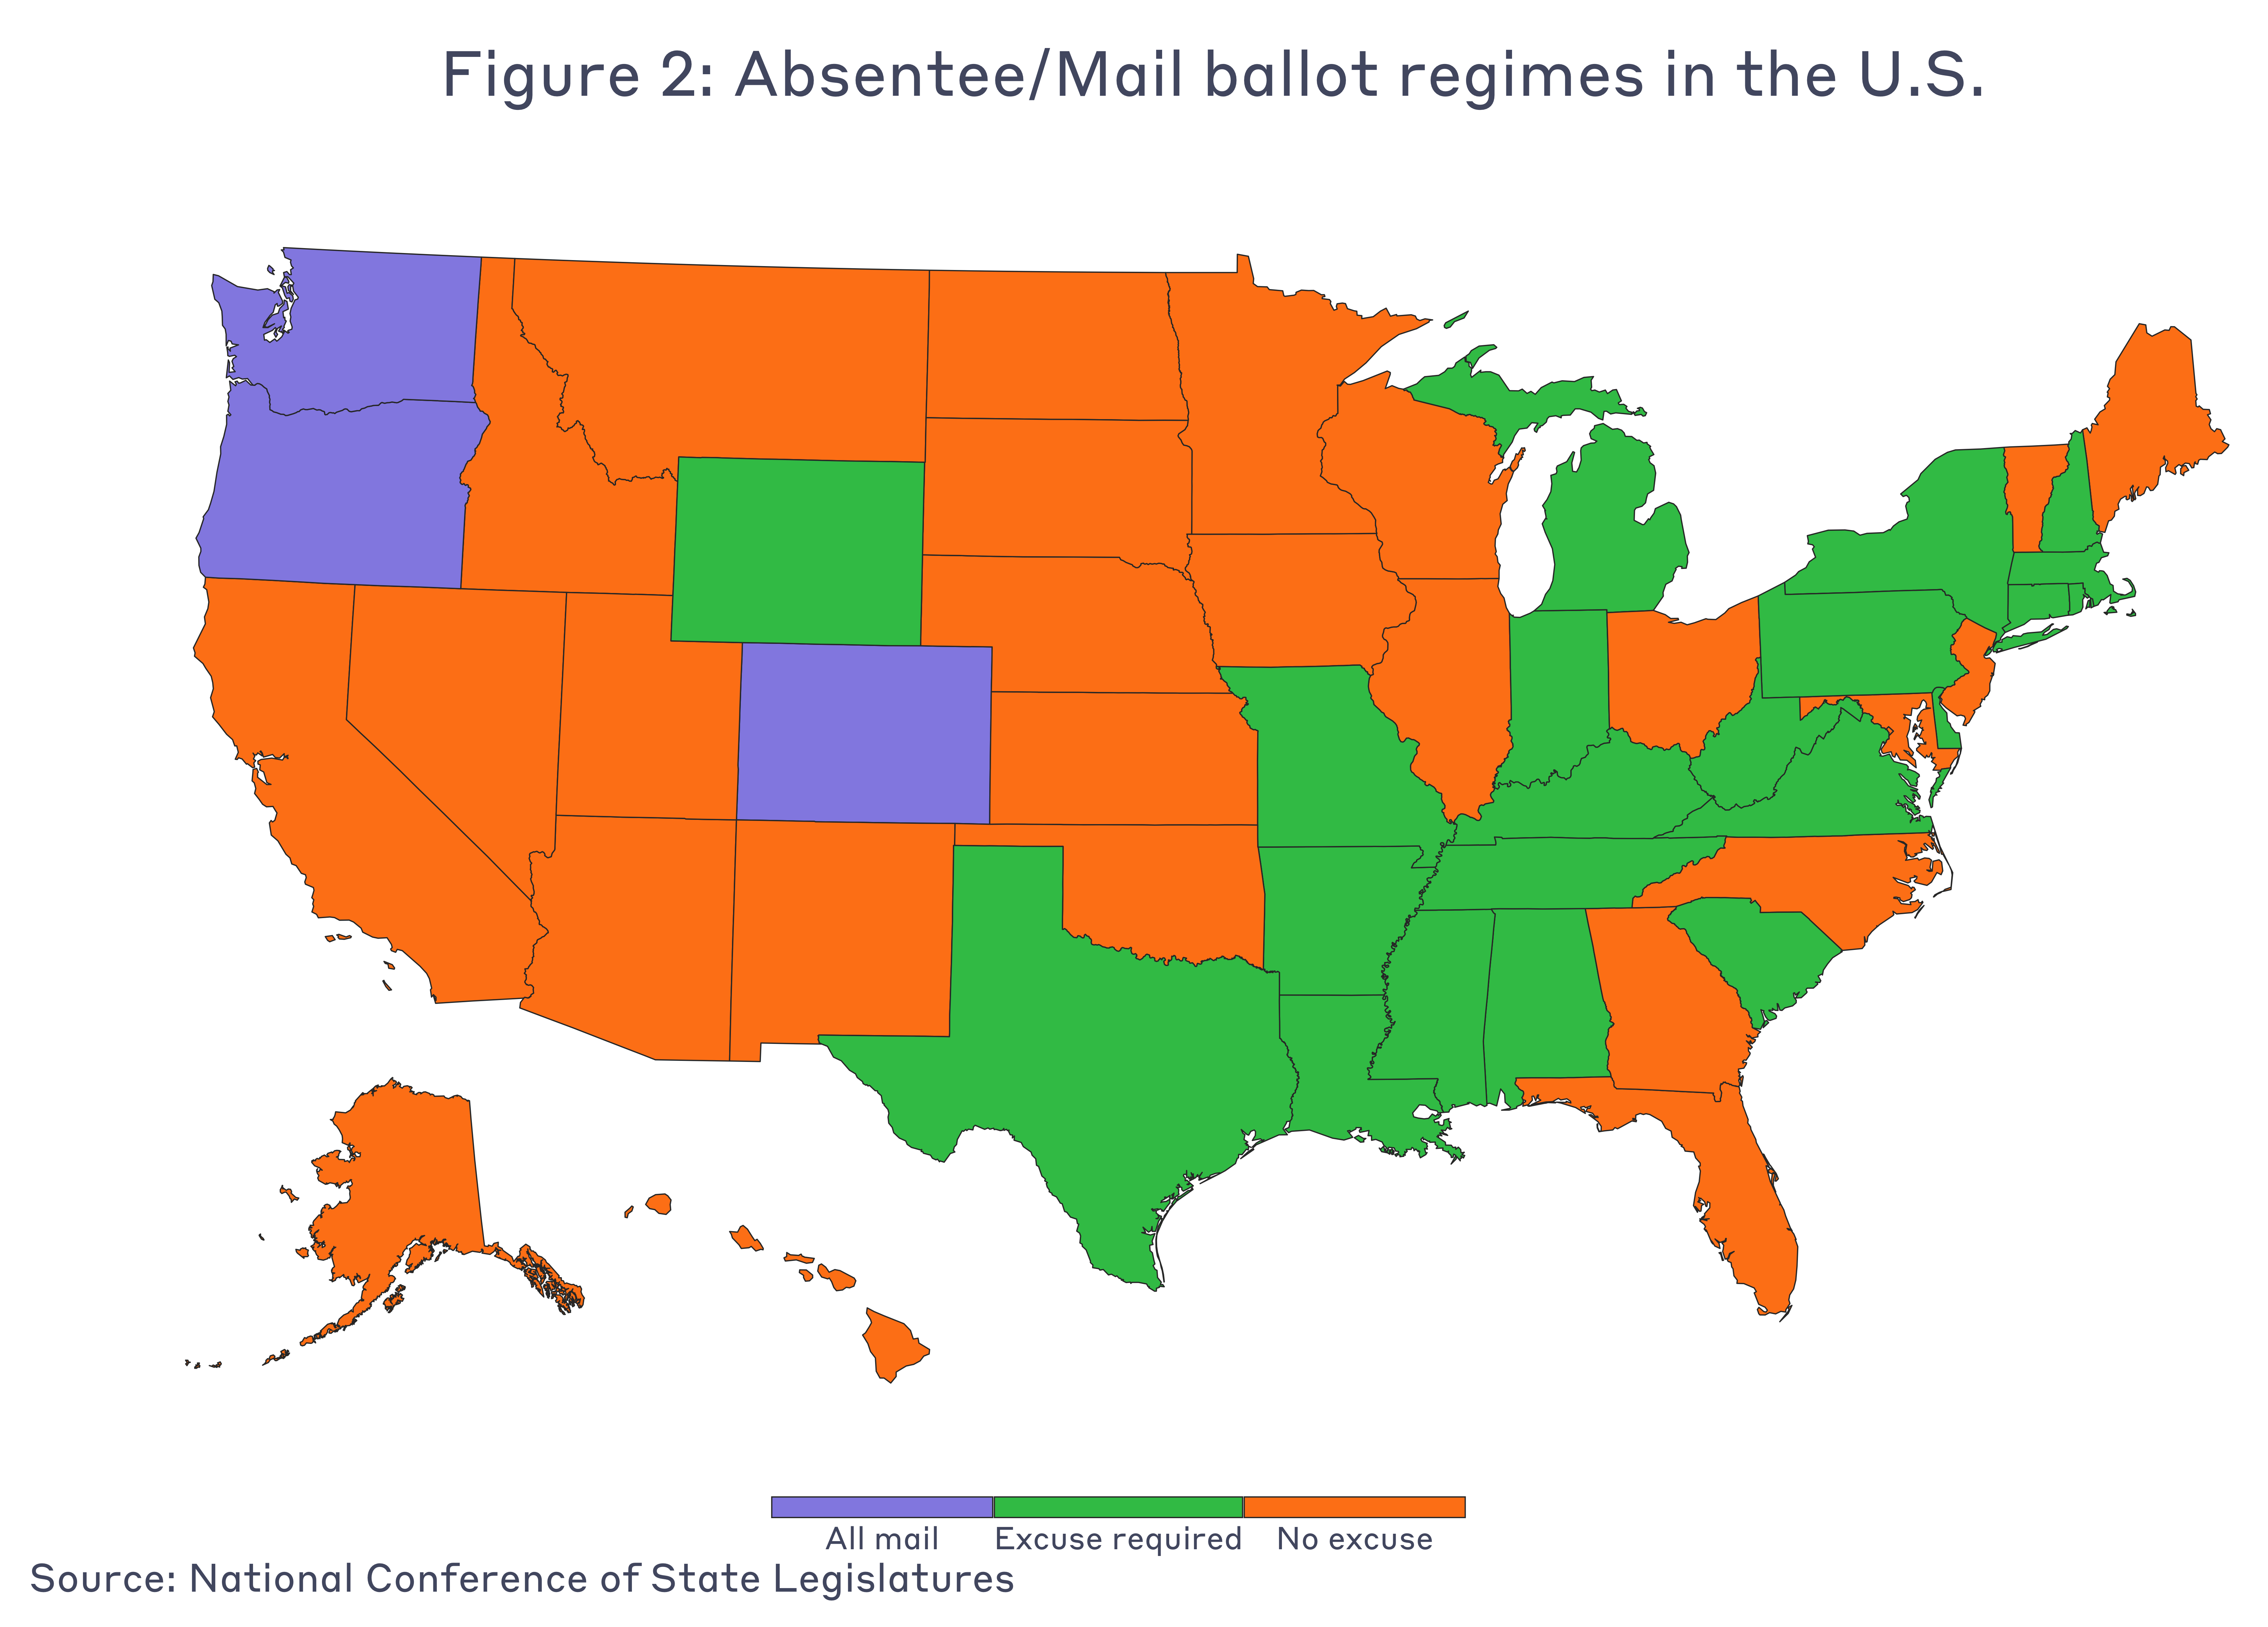 Figure 2: Absentee/Mail ballot regimes in the U.S.
All mail
Excuse required
No excuse
Source: National Conference of State Legislatures